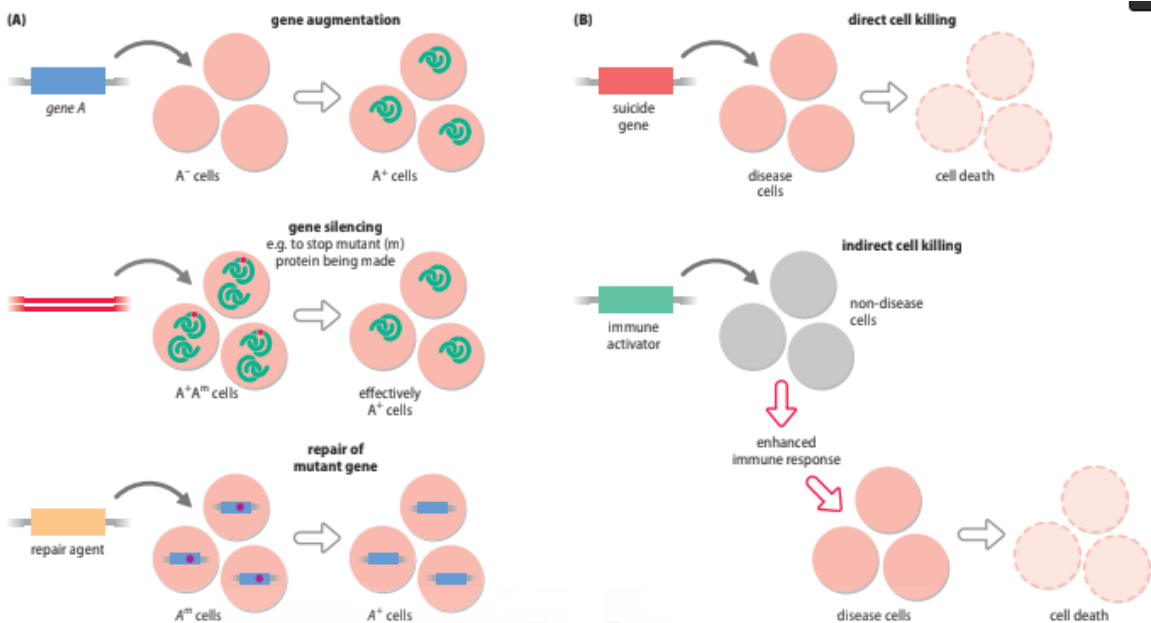 (A)
gene augmentation
gene A
A⁻ cells
A⁺ cells
gene silencing
e.g. to stop mutant (m)
protein being made
A⁺Aᵐ cells
effectively
A⁺ cells
repair of
mutant gene
repair agent
Aᵐ cells
A⁺ cells
(B)
direct cell killing
suicide
gene
disease
cells
cell death
indirect cell killing
immune
activator
non-disease
cells
enhanced
immune response
disease cells
cell death